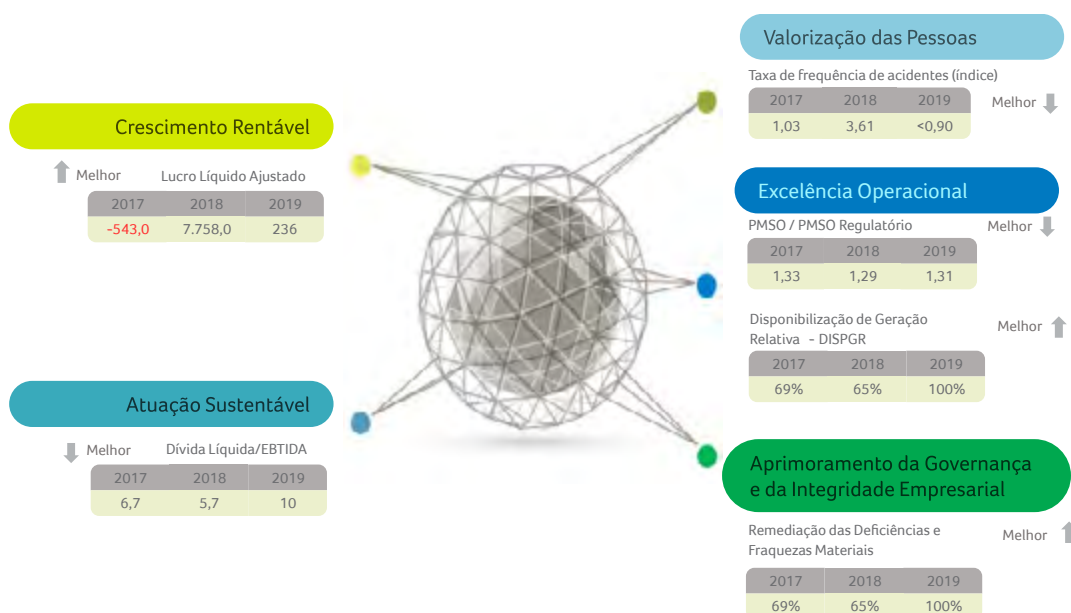 Crescimento Rentável
Melhor Lucro Líquido Ajustado
2017 2018 2019
-543,0 7.758,0 236
Atuação Sustentável
Melhor Dívida Líquida/EBTIDA
2017 2018 2019
6,7 5,7 10
Valorização das Pessoas
Taxa de frequência de acidentes (índice)
2017 2018 2019 Melhor
1,03 3,61 <0,90
Excelência Operacional
PMSO / PMSO Regulatório Melhor
2017 2018 2019
1,33 1,29 1,31
Disponibilização de Geração
Relativa - DISPGR Melhor
2017 2018 2019
69% 65% 100%
Aprimoramento da Governança
e da Integridade Empresarial
Remediação das Deficiências e
Fraquezas Materiais Melhor
2017 2018 2019
69% 65% 100%